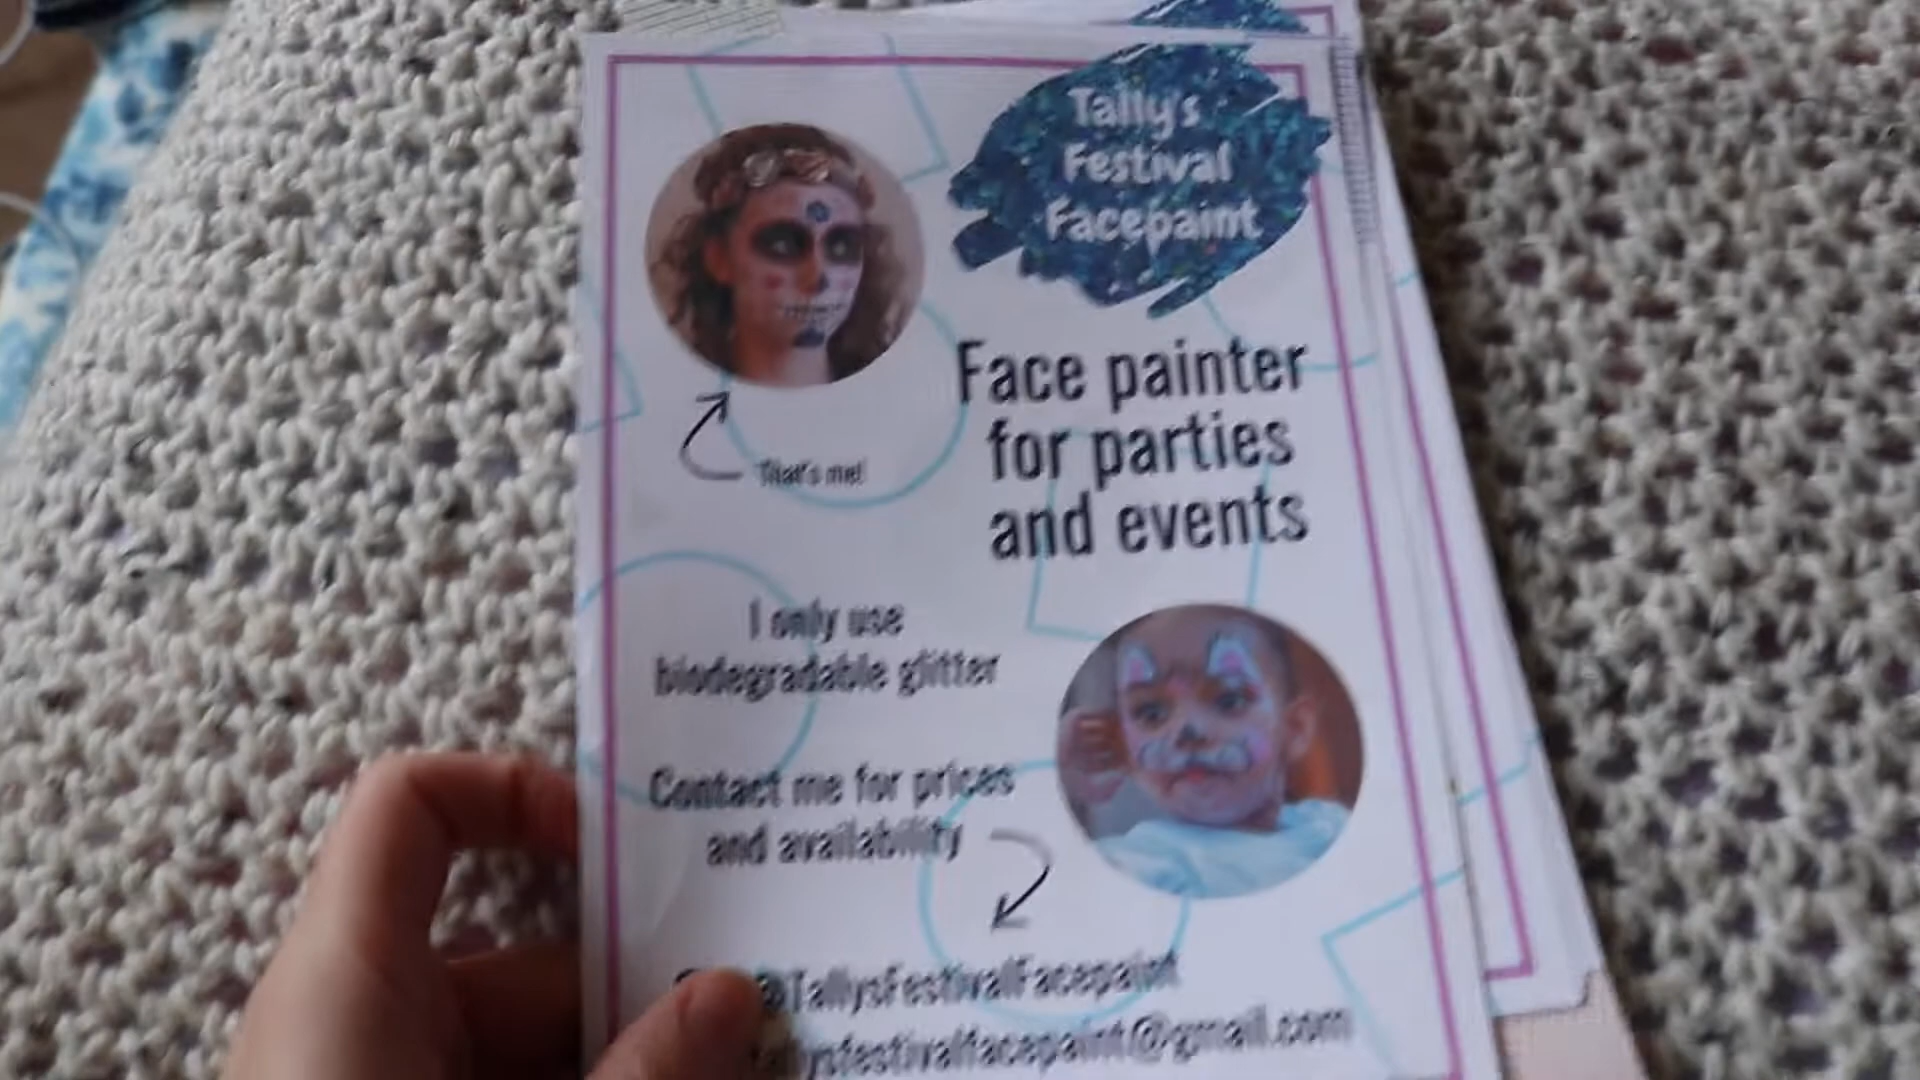 Tally's
Festival
Facepaint
Face painter
for parties
and events
That's me!
I only use
biodegradable glitter
Contact me for prices
and availability
@TallysFestivalFacepaint
tallysfestivalfacepaint@gmail.com